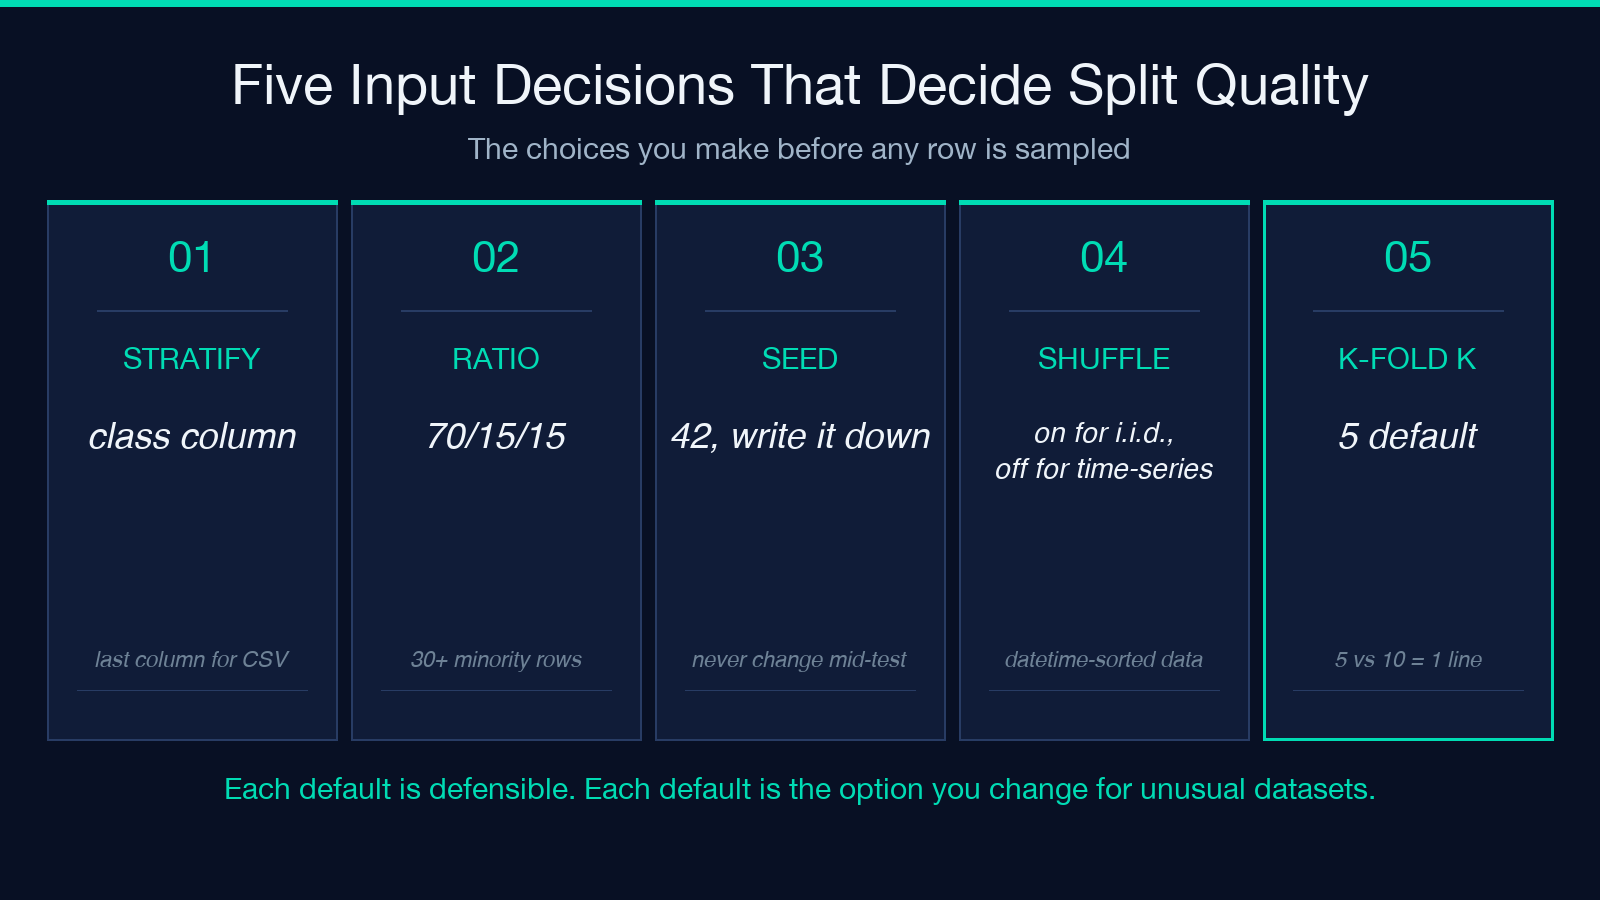 Five Input Decisions That Decide Split Quality
The choices you make before any row is sampled
01
STRATIFY
class column
last column for CSV
02
RATIO
70/15/15
30+ minority rows
03
SEED
42, write it down
never change mid-test
04
SHUFFLE
on for i.i.d.,
off for time-series
datetime-sorted data
05
K-FOLD K
5 default
5 vs 10 = 1 line
Each default is defensible. Each default is the option you change for unusual datasets.